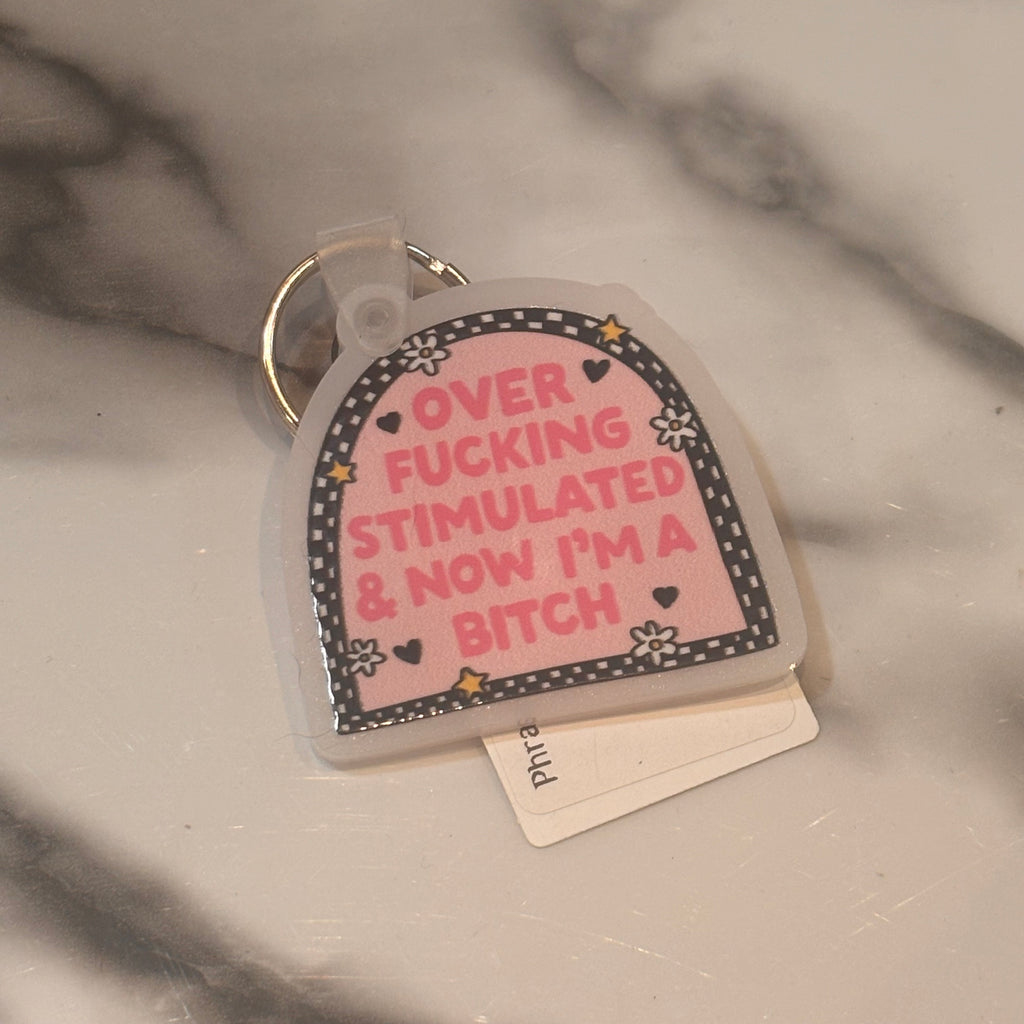 OVER
FUCKING
STIMULATED
& NOW I'M A
BITCH